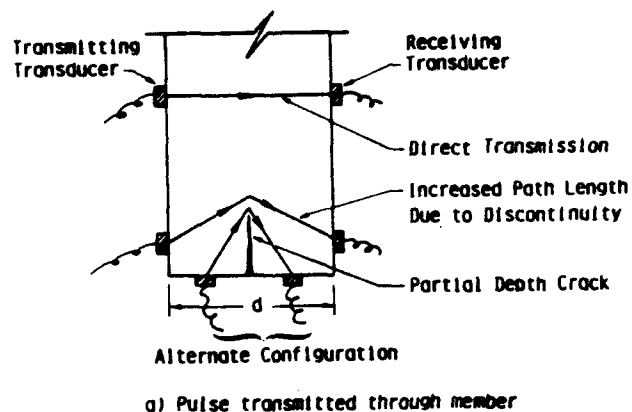 Transmitting
Transducer
Receiving
Transducer
Direct Transmission
Increased Path Length
Due to Discontinuity
Partial Depth Crack
d
Alternate Configuration
a) Pulse transmitted through member